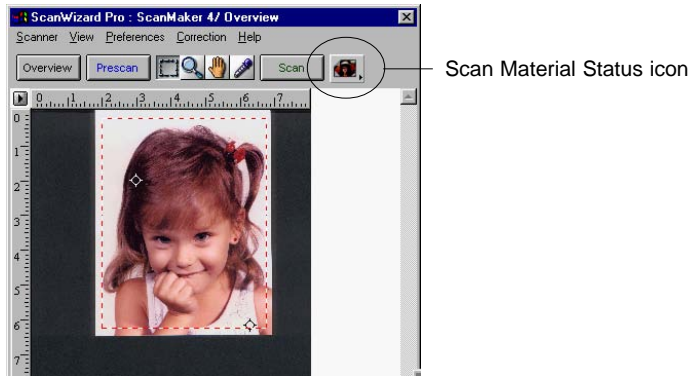 ScanWizard Pro : ScanMaker 4/ Overview
Scanner View Preferences Correction Help
Overview Prescan Scan
Scan Material Status icon
0 1 2 3 4 5 6 7
0
1
2
3
4
5
6
7